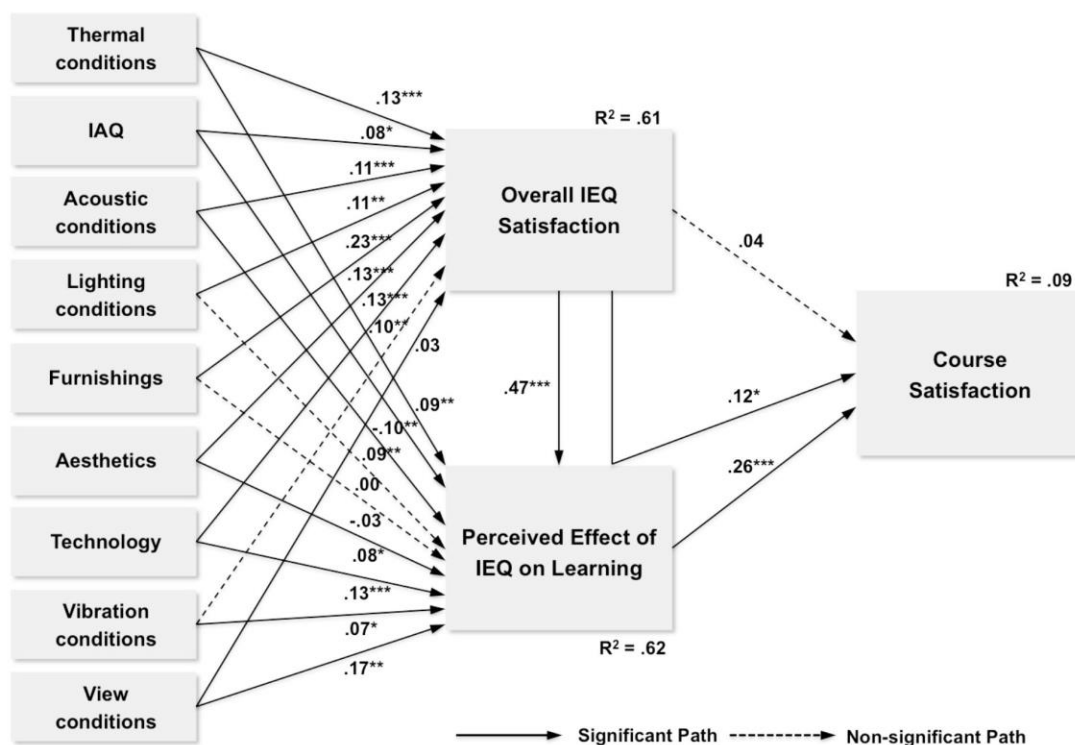 Thermal
conditions
IAQ
Acoustic
conditions
Lighting
conditions
Furnishings
Aesthetics
Technology
Vibration
conditions
View
conditions
.13***
.08*
.11***
.11**
.23***
.13***
.13***
.10**
.03
.09**
-.10**
.09**
.00
-.03
.08*
.13***
.07*
.17**
R² = .61
Overall IEQ
Satisfaction
.47***
Perceived Effect of
IEQ on Learning
R² = .62
.04
.12*
.26***
R² = .09
Course
Satisfaction
Significant Path
Non-significant Path